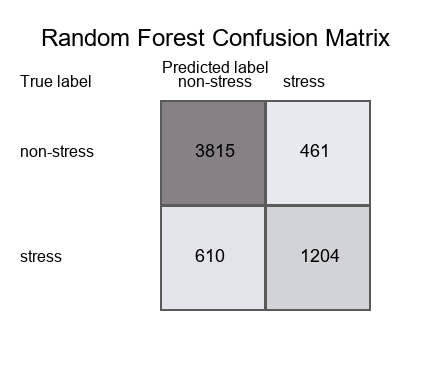 Random Forest Confusion Matrix
Predicted label
True label non-stress stress
non-stress 3815 461
stress 610 1204